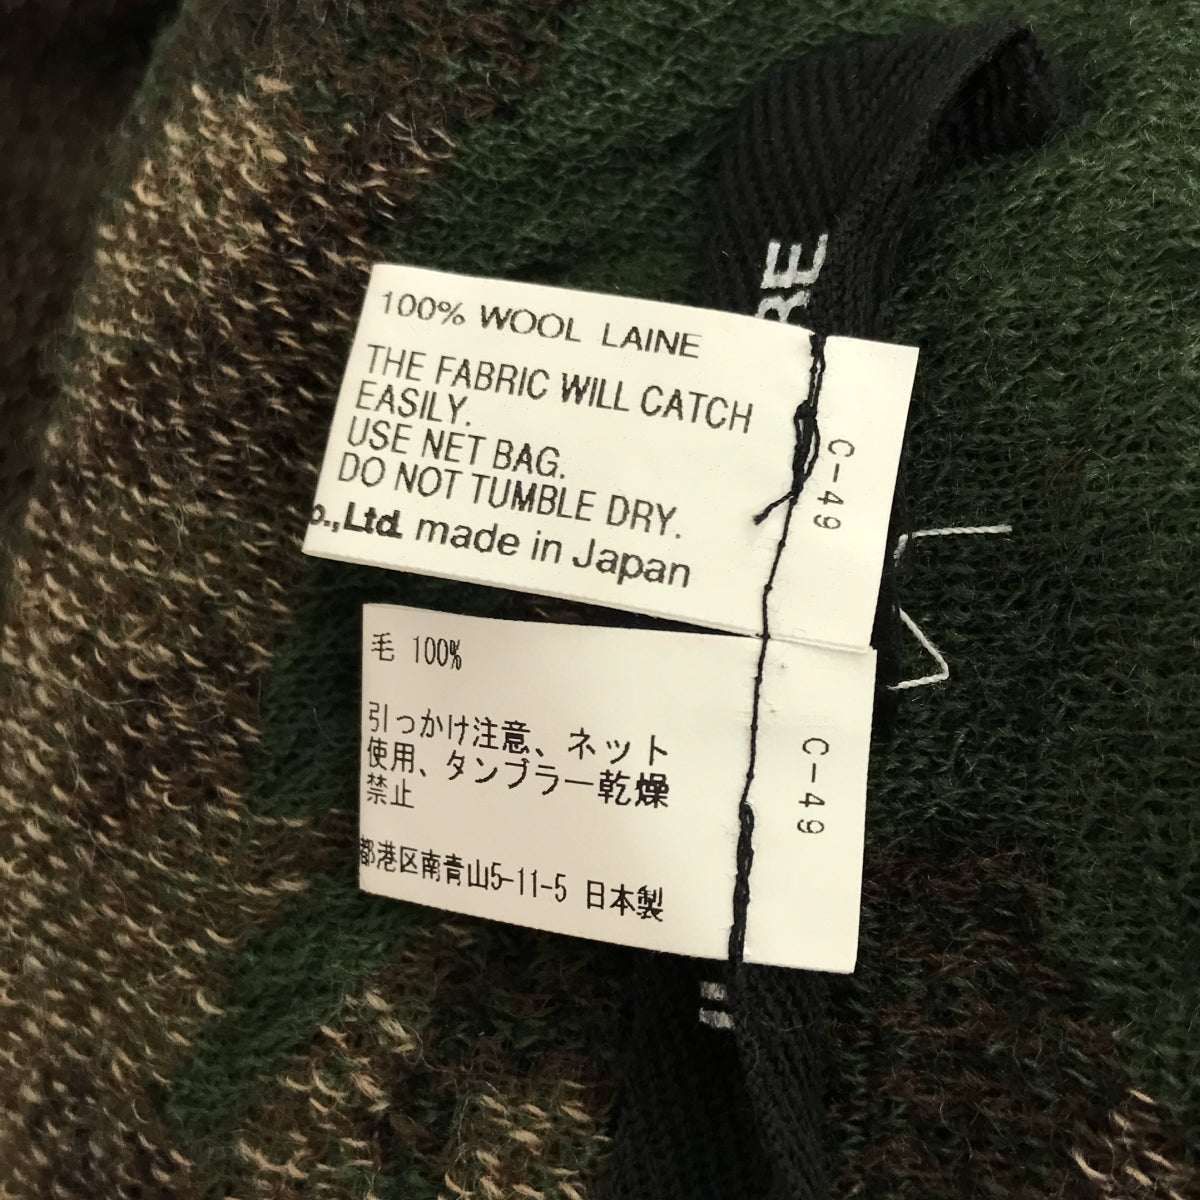 RE
100% WOOL LAINE
THE FABRIC WILL CATCH
EASILY.
USE NET BAG.
DO NOT TUMBLE DRY.
o.,Ltd. made in Japan
C-49
毛 100%
引っかけ注意、ネット
使用、タンブラー乾燥
禁止
都港区南青山5-11-5 日本製
C-49